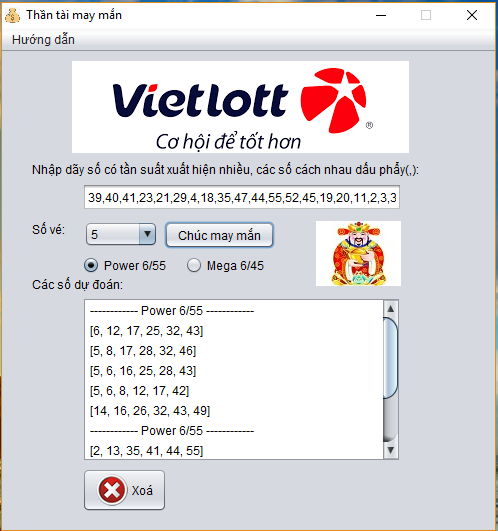 Thần tài may mắn
Hướng dẫn
Vietlott
®
Cơ hội để tốt hơn
Nhập dãy số có tần suất xuất hiện nhiều, các số cách nhau dấu phẩy(,):
39,40,41,23,21,29,4,18,35,47,44,55,52,45,19,20,11,2,3,3
Số vé:
5
Chúc may mắn
Power 6/55
Mega 6/45
Các số dự đoán:
------------ Power 6/55 ------------
[6, 12, 17, 25, 32, 43]
[5, 8, 17, 28, 32, 46]
[5, 6, 16, 25, 28, 43]
[5, 6, 8, 12, 17, 42]
[14, 16, 26, 32, 43, 49]
------------ Power 6/55 ------------
[2, 13, 35, 41, 44, 55]
Xoá